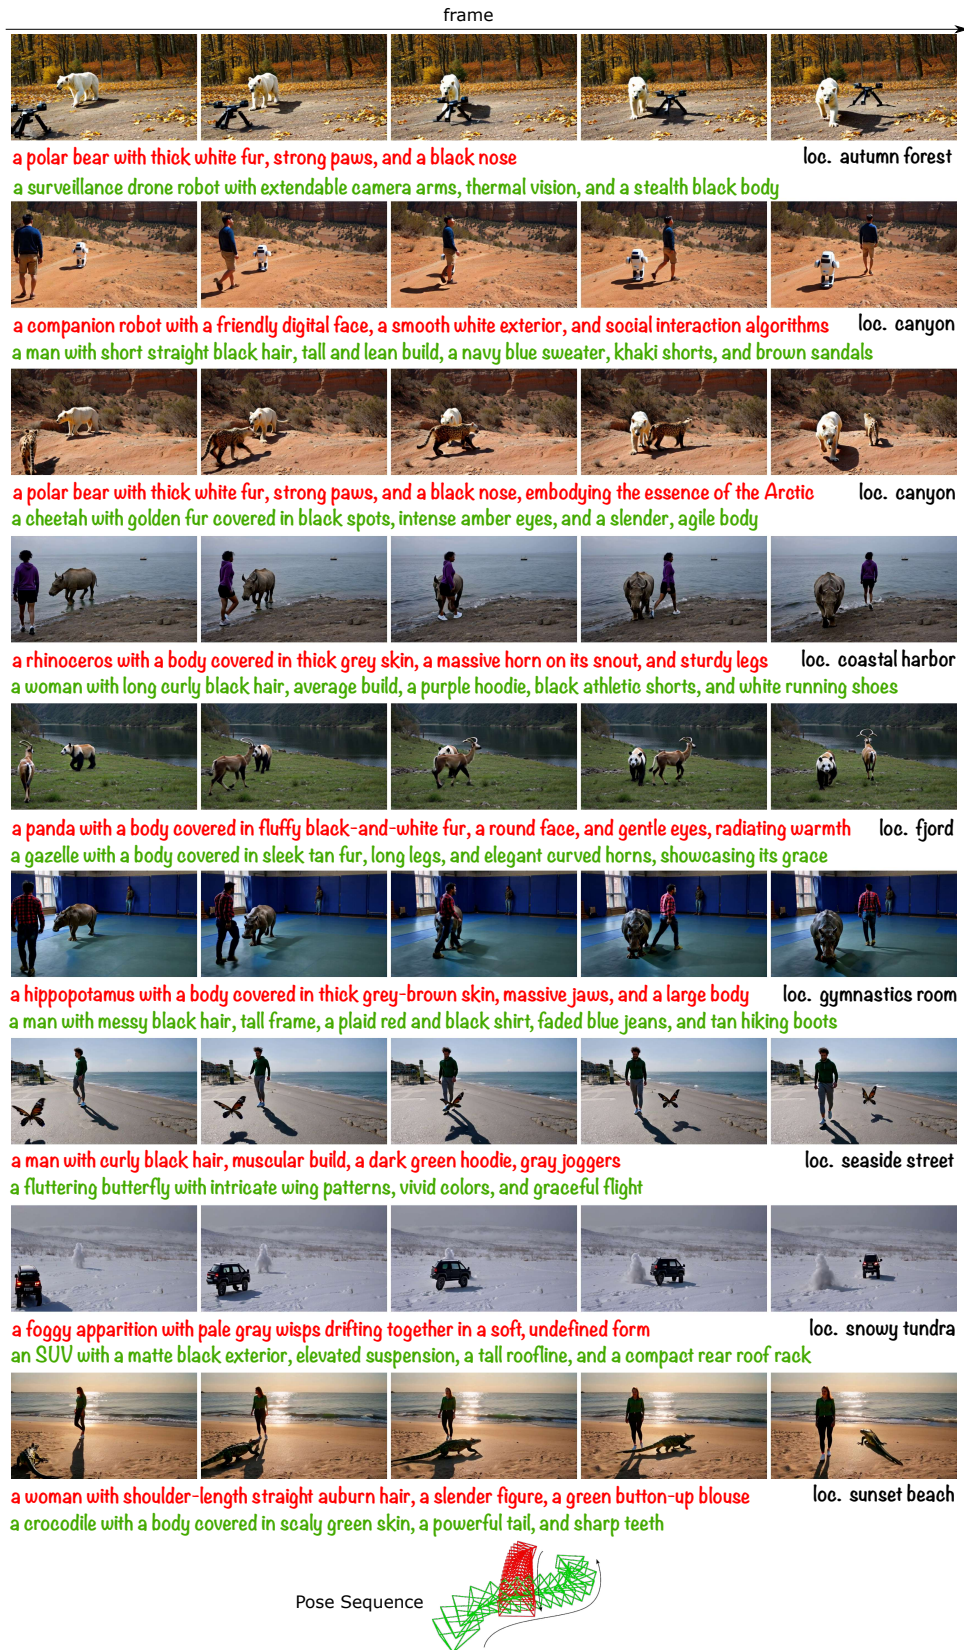 frame
a polar bear with thick white fur, strong paws, and a black nose loc. autumn forest
a surveillance drone robot with extendable camera arms, thermal vision, and a stealth black body
a companion robot with a friendly digital face, a smooth white exterior, and social interaction algorithms loc. canyon
a man with short straight black hair, tall and lean build, a navy blue sweater, khaki shorts, and brown sandals
a polar bear with thick white fur, strong paws, and a black nose, embodying the essence of the Arctic loc. canyon
a cheetah with golden fur covered in black spots, intense amber eyes, and a slender, agile body
a rhinoceros with a body covered in thick grey skin, a massive horn on its snout, and sturdy legs loc. coastal harbor
a woman with long curly black hair, average build, a purple hoodie, black athletic shorts, and white running shoes
a panda with a body covered in fluffy black-and-white fur, a round face, and gentle eyes, radiating warmth loc. fjord
a gazelle with a body covered in sleek tan fur, long legs, and elegant curved horns, showcasing its grace
a hippopotamus with a body covered in thick grey-brown skin, massive jaws, and a large body loc. gymnastics room
a man with messy black hair, tall frame, a plaid red and black shirt, faded blue jeans, and tan hiking boots
a man with curly black hair, muscular build, a dark green hoodie, gray joggers loc. seaside street
a fluttering butterfly with intricate wing patterns, vivid colors, and graceful flight
a foggy apparition with pale gray wisps drifting together in a soft, undefined form loc. snowy tundra
an SUV with a matte black exterior, elevated suspension, a tall roofline, and a compact rear roof rack
a woman with shoulder-length straight auburn hair, a slender figure, a green button-up blouse loc. sunset beach
a crocodile with a body covered in scaly green skin, a powerful tail, and sharp teeth
Pose Sequence